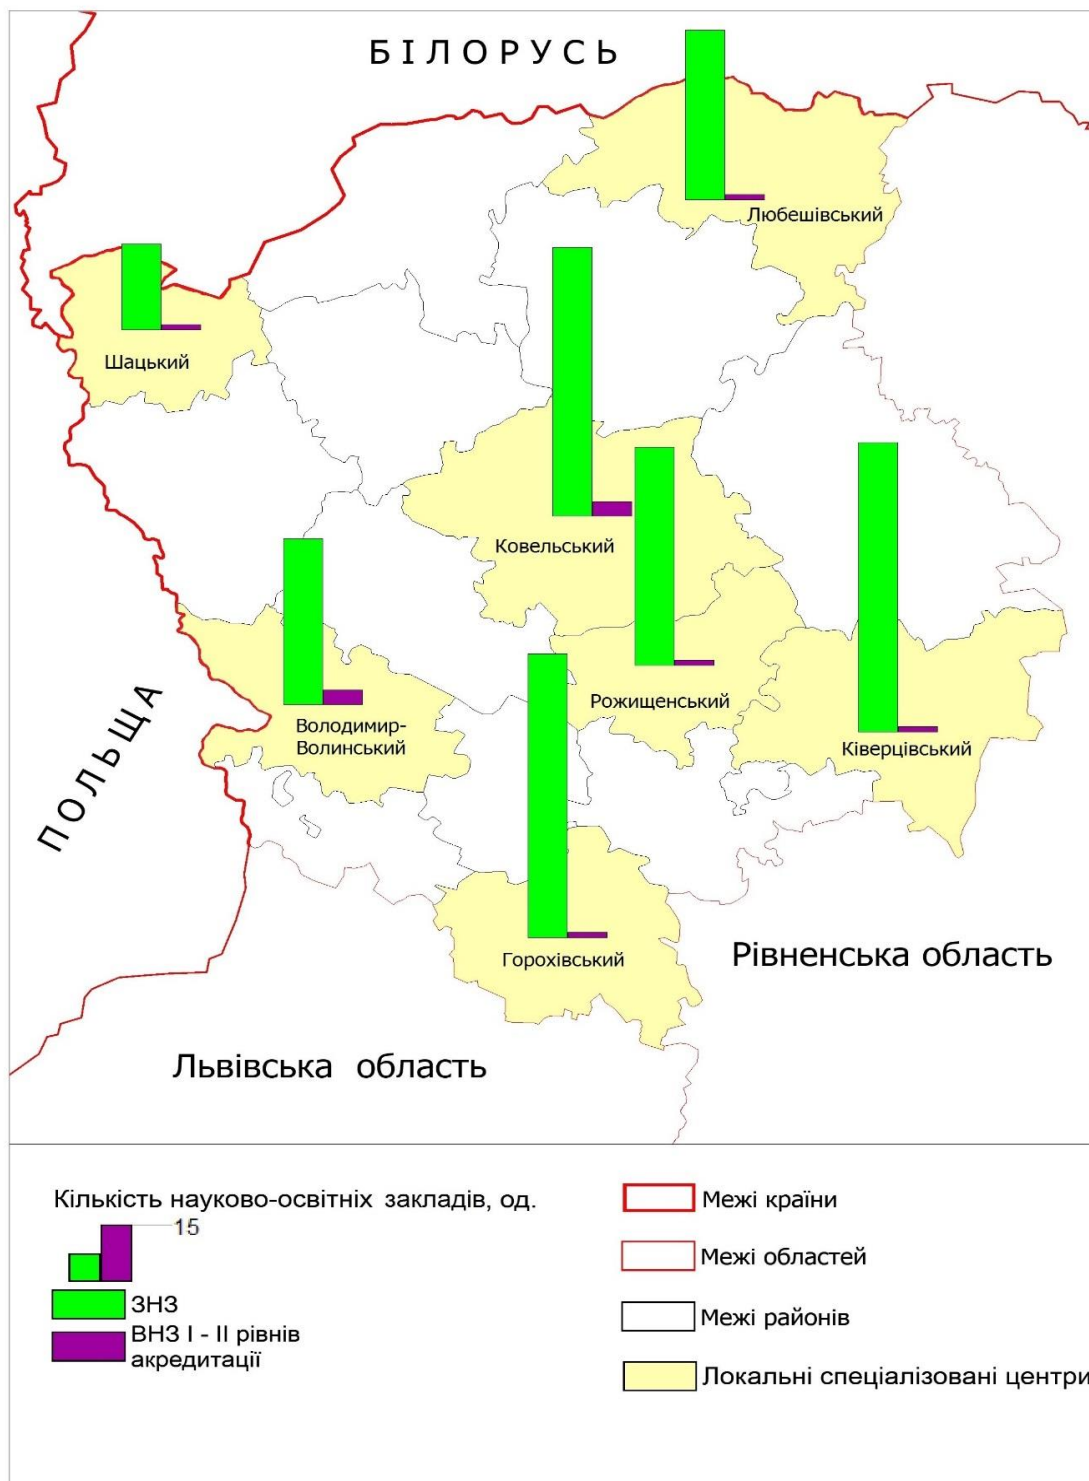 БІЛОРУСЬ
Любешівський
Шацький
Ковельський
Рожищенський
Володимир-
Волинський
Ківерцівський
ПОЛЬЩА
Горохівський
Рівненська область
Львівська область
Кількість науково-освітніх закладів, од.
15
ЗНЗ
ВНЗ І - ІІ рівнів
акредитації
Межі країни
Межі областей
Межі районів
Локальні спеціалізовані центри